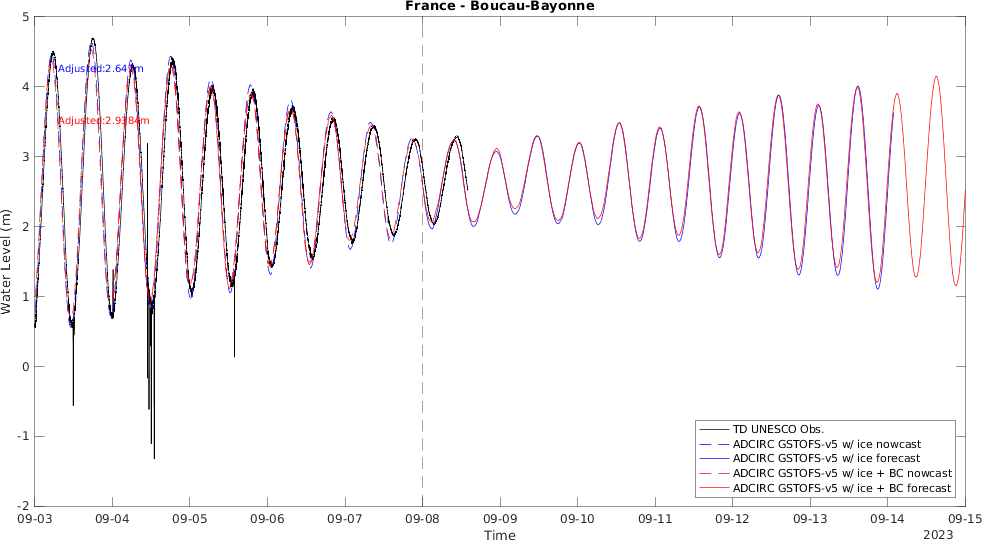 France - Boucau-Bayonne
5
4
3
2
1
0
-1
-2
Water Level (m)
Adjusted:2.9384m
TD UNESCO Obs.
ADCIRC GSTOFS-v5 w/ ice nowcast
ADCIRC GSTOFS-v5 w/ ice forecast
ADCIRC GSTOFS-v5 w/ ice + BC nowcast
ADCIRC GSTOFS-v5 w/ ice + BC forecast
09-03 09-04 09-05 09-06 09-07 09-08 09-09 09-10 09-11 09-12 09-13 09-14 09-15
Time
2023